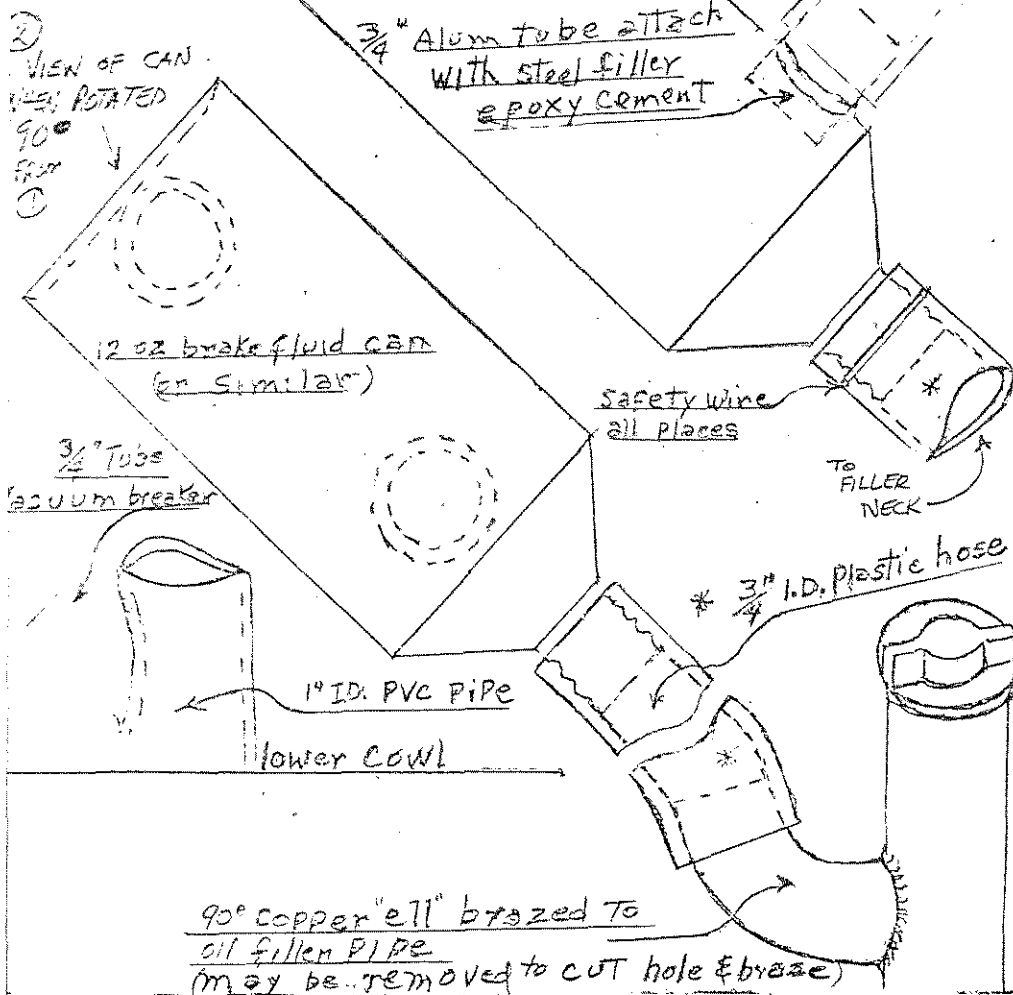 ②
VIEW OF CAN
WHEN ROTATED
90°
FROM
①
3/4" Alum tube attach
with steel filler
epoxy cement
12 oz brake fluid can
(or similar)
safety wire
all places
*
TO
FILLER
NECK
3/4" Tube
Vacuum breaker
* 3/4" I.D. Plastic hose
1" I.D. PVC PIPE
lower cowl
*
90° copper "ell" brazed To
oil filler PIPE
(may be removed to CUT hole & braze)